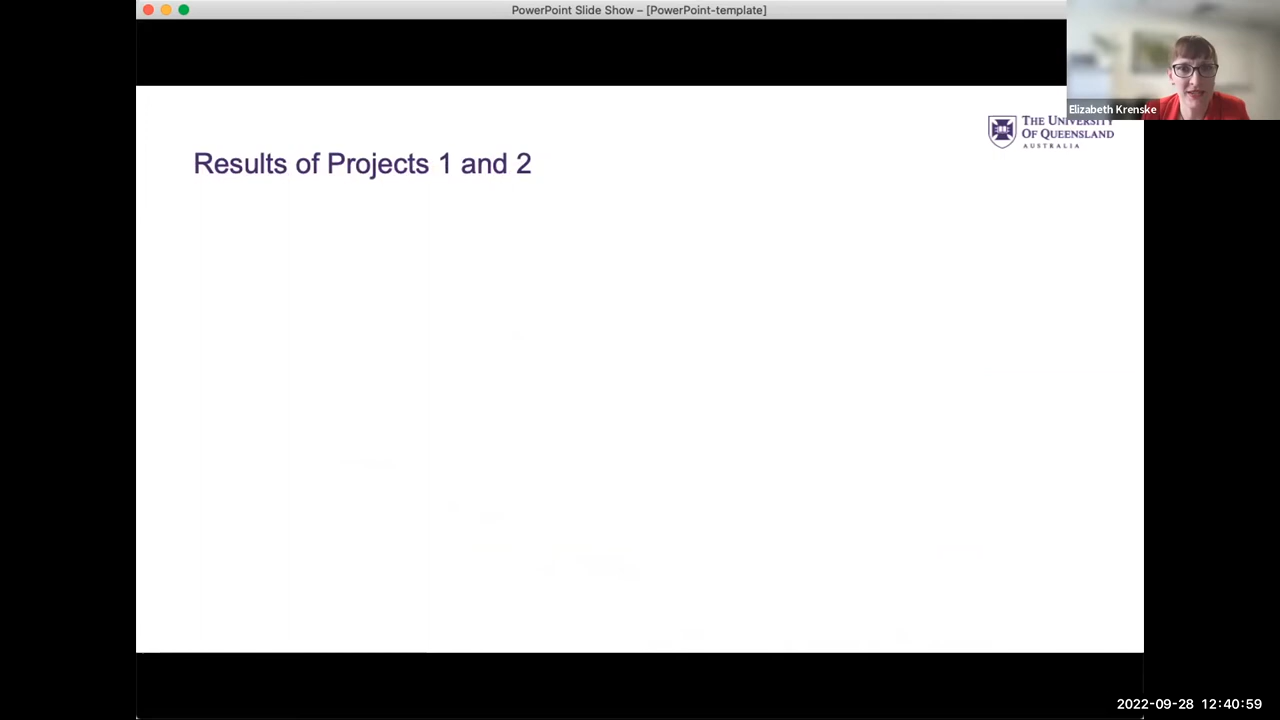 PowerPoint Slide Show – [PowerPoint-template]
Elizabeth Krenske
THE UNIVERSITY
OF QUEENSLAND
AUSTRALIA
Results of Projects 1 and 2
2022-09-28 12:40:59